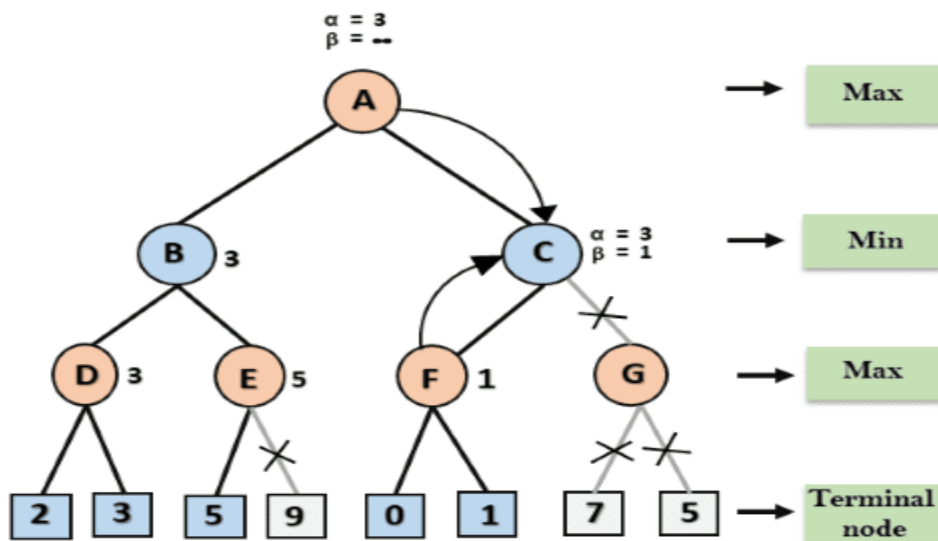 α = 3
β = -∞
A
Max
B
3
C
α = 3
β = 1
Min
D
3
E
5
F
1
G
Max
2
3
5
9
0
1
7
5
Terminal
node